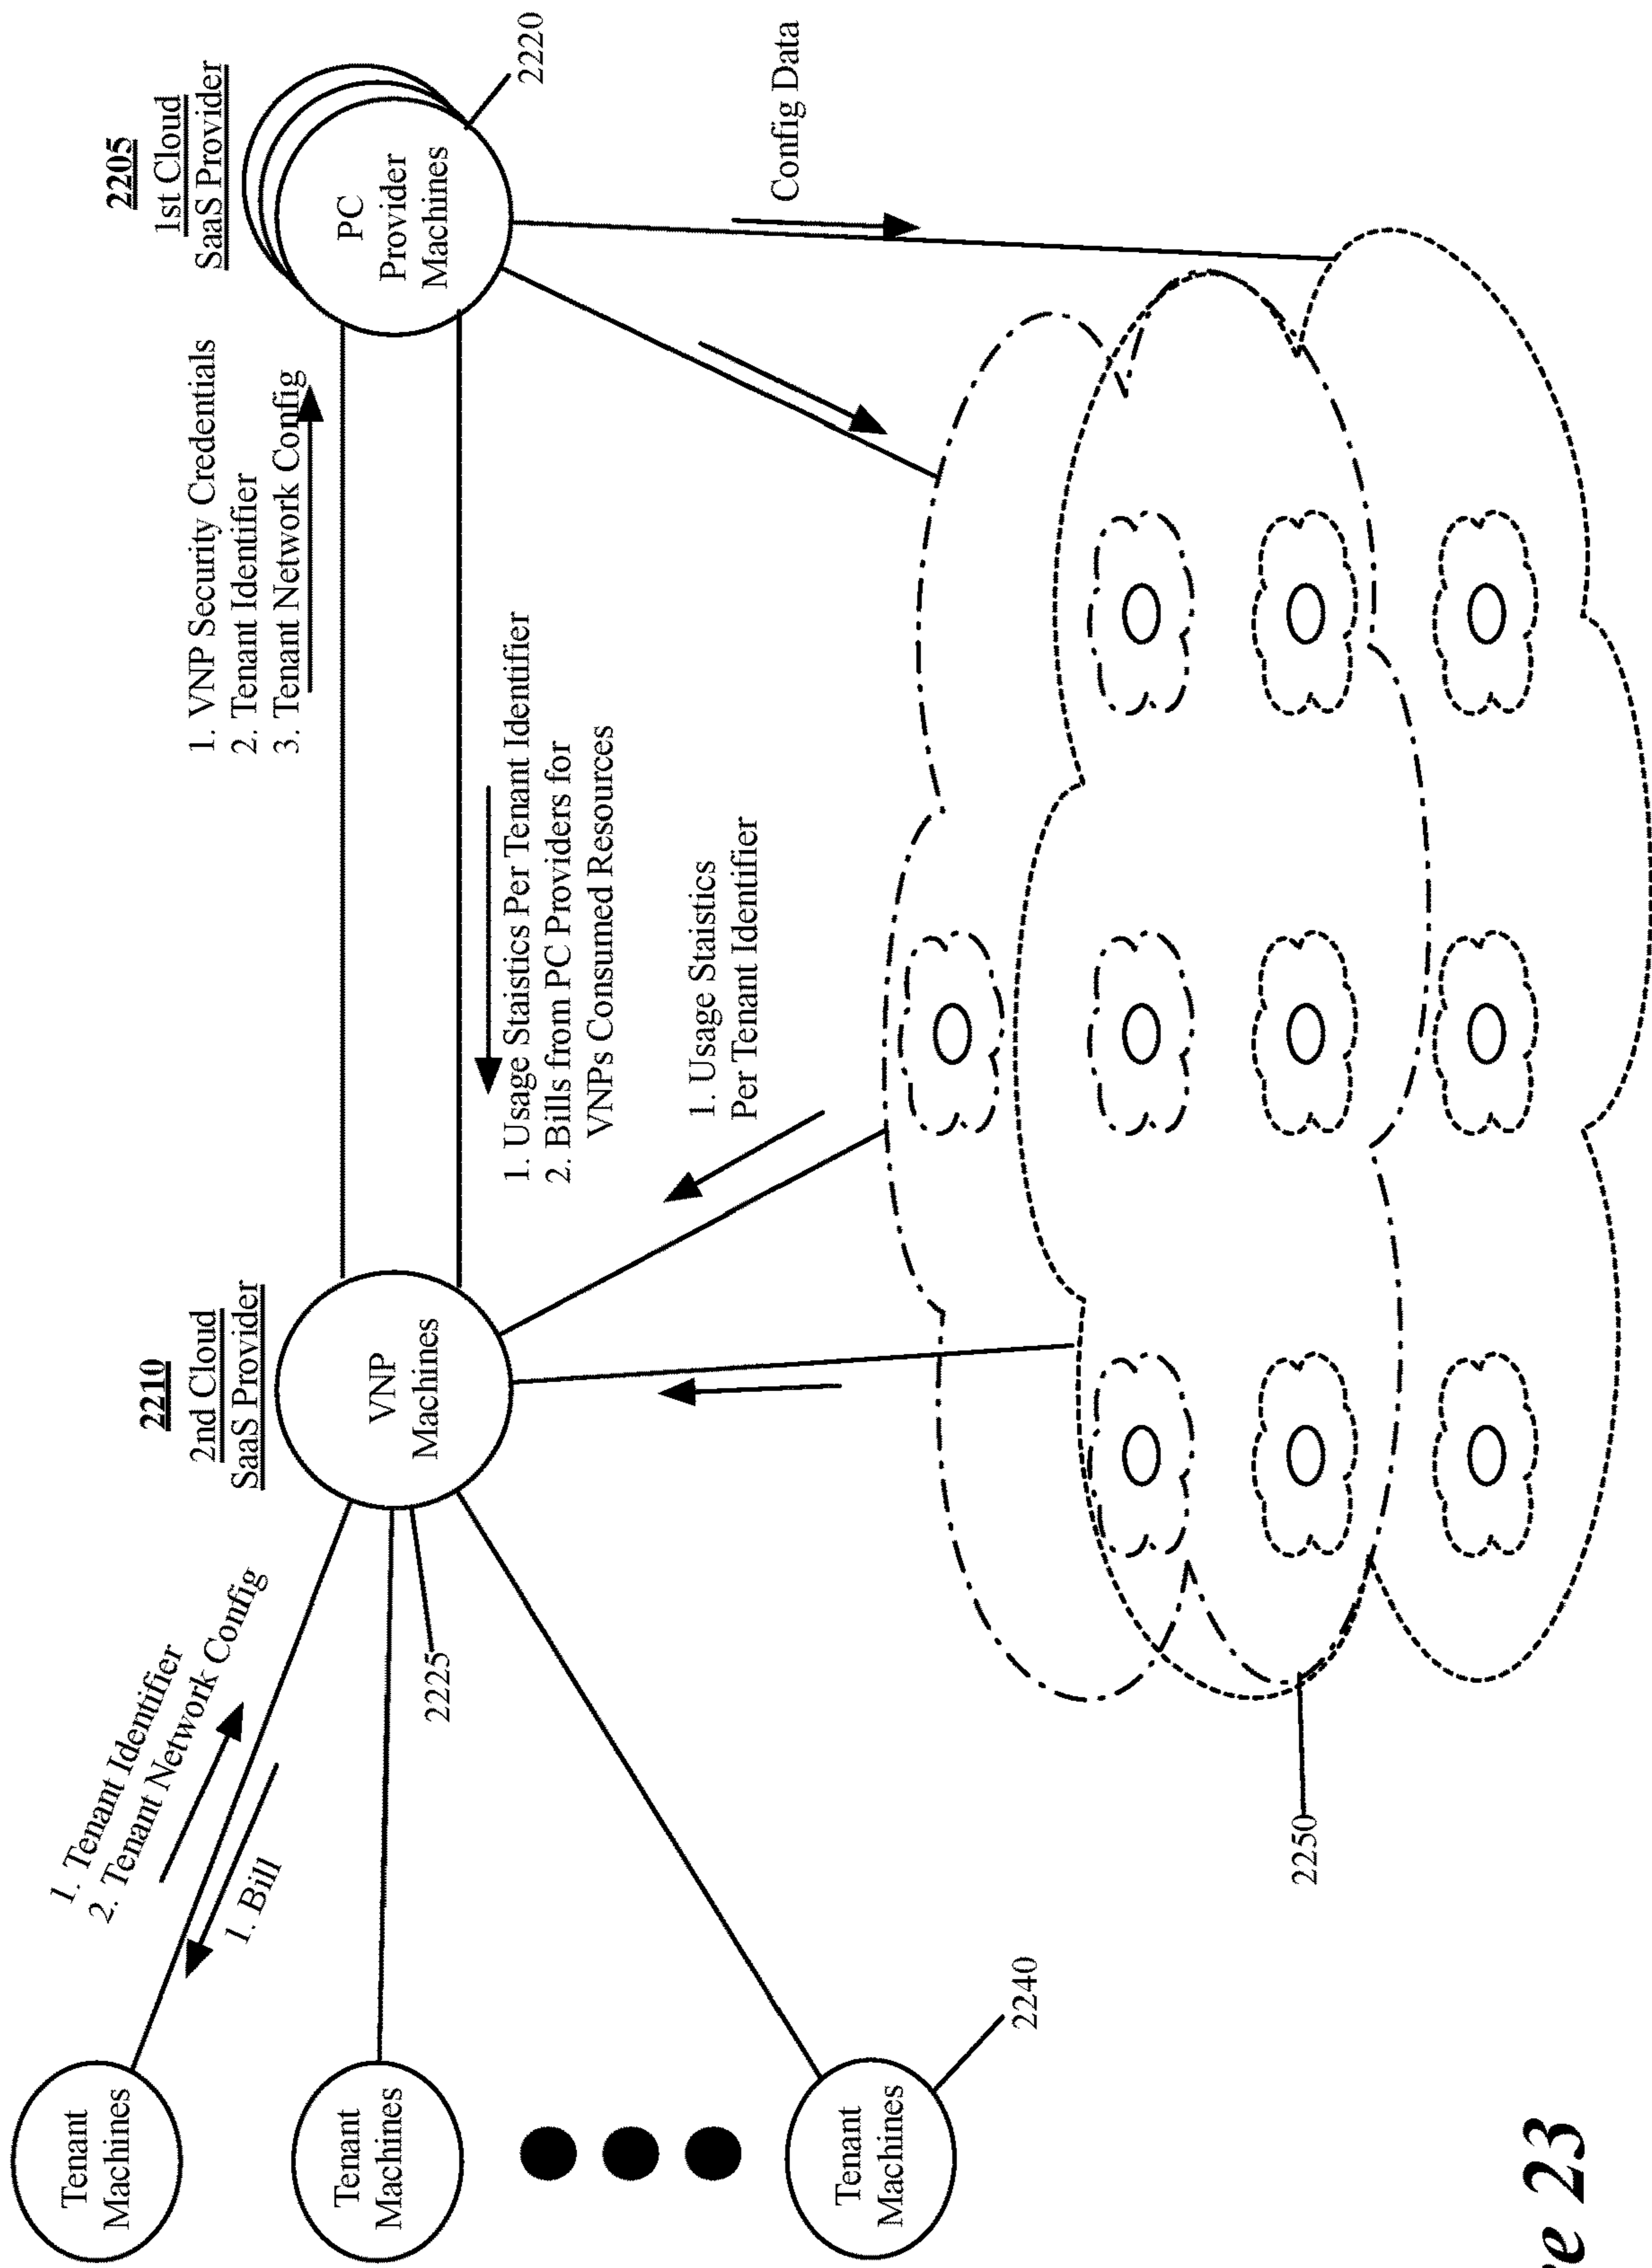 2205
1st Cloud
SaaS Provider
PC
Provider
Machines
2220
Config Data
1. VNP Security Credentials
2. Tenant Identifier
3. Tenant Network Config
1. Usage Staistics Per Tenant Identifier
2. Bills from PC Providers for
VNPs Consumed Resources
2210
2nd Cloud
SaaS Provider
VNP
Machines
2225
1. Usage Staistics
Per Tenant Identifier
1. Tenant Identifier
2. Tenant Network Config
1. Bill
Tenant
Machines
Tenant
Machines
Tenant
Machines
2240
2250
23